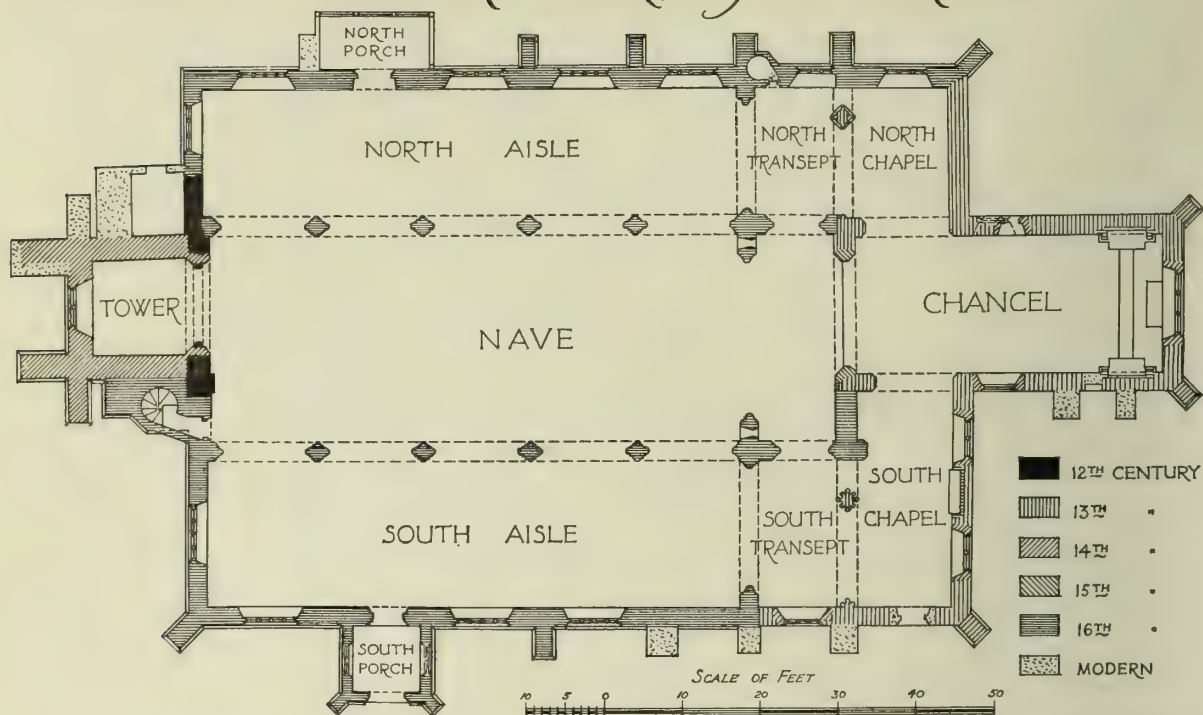 NORTH
PORCH
NORTH AISLE
NORTH
TRANSEPT
NORTH
CHAPEL
TOWER
NAVE
CHANCEL
SOUTH AISLE
SOUTH
TRANSEPT
SOUTH
CHAPEL
SOUTH
PORCH
12TH CENTURY
13TH "
14TH "
15TH "
16TH "
MODERN
SCALE OF FEET
10 5 0 10 20 30 40 50